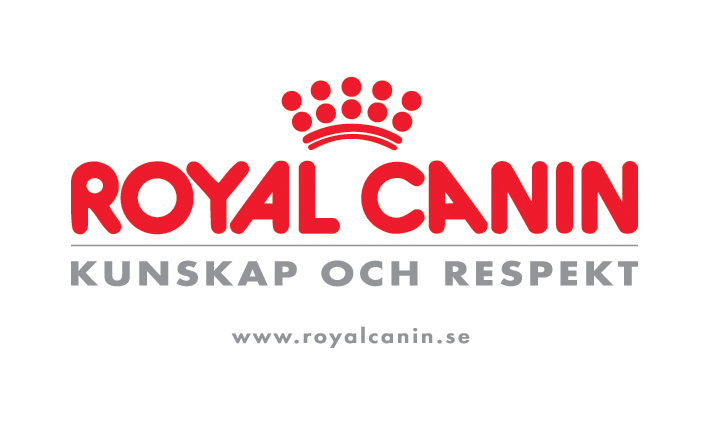 ROYAL CANIN
KUNSKAP OCH RESPEKT
www.royalcanin.se